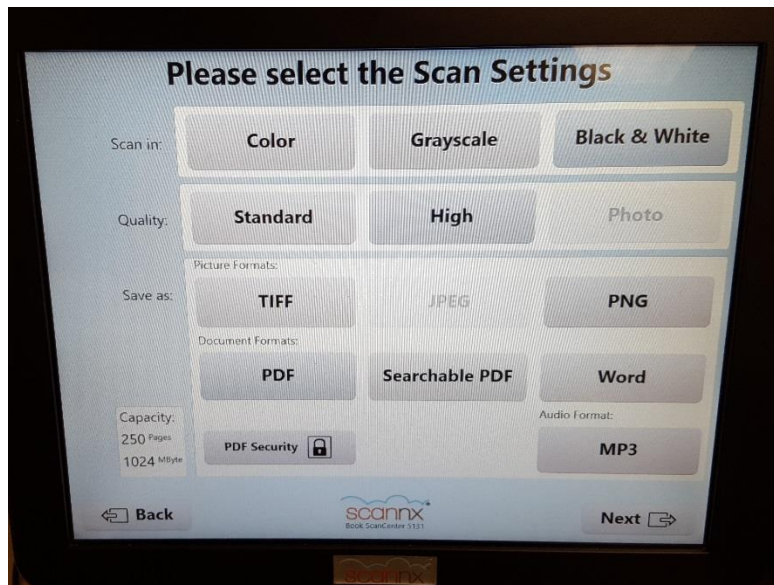 Please select the Scan Settings
Scan in: Color Grayscale Black & White
Quality: Standard High Photo
Picture Formats:
Save as: TIFF JPEG PNG
Document Formats:
PDF Searchable PDF Word
Capacity: Audio Format:
250 Pages PDF Security MP3
1024 MByte
Back scannx Next
Book ScanCenter 5131
scannx